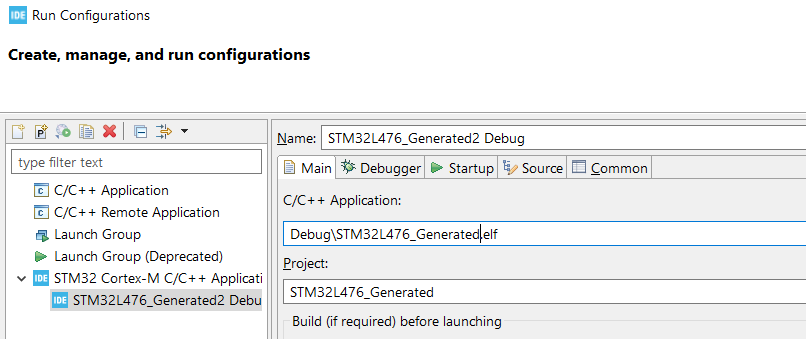 IDE Run Configurations
Create, manage, and run configurations
type filter text
C/C++ Application
C/C++ Remote Application
Launch Group
Launch Group (Deprecated)
IDE STM32 Cortex-M C/C++ Applicati
IDE STM32L476_Generated2 Debu
Name: STM32L476_Generated2 Debug
Main Debugger Startup Source Common
C/C++ Application:
Debug\STM32L476_Generated.elf
Project:
STM32L476_Generated
Build (if required) before launching